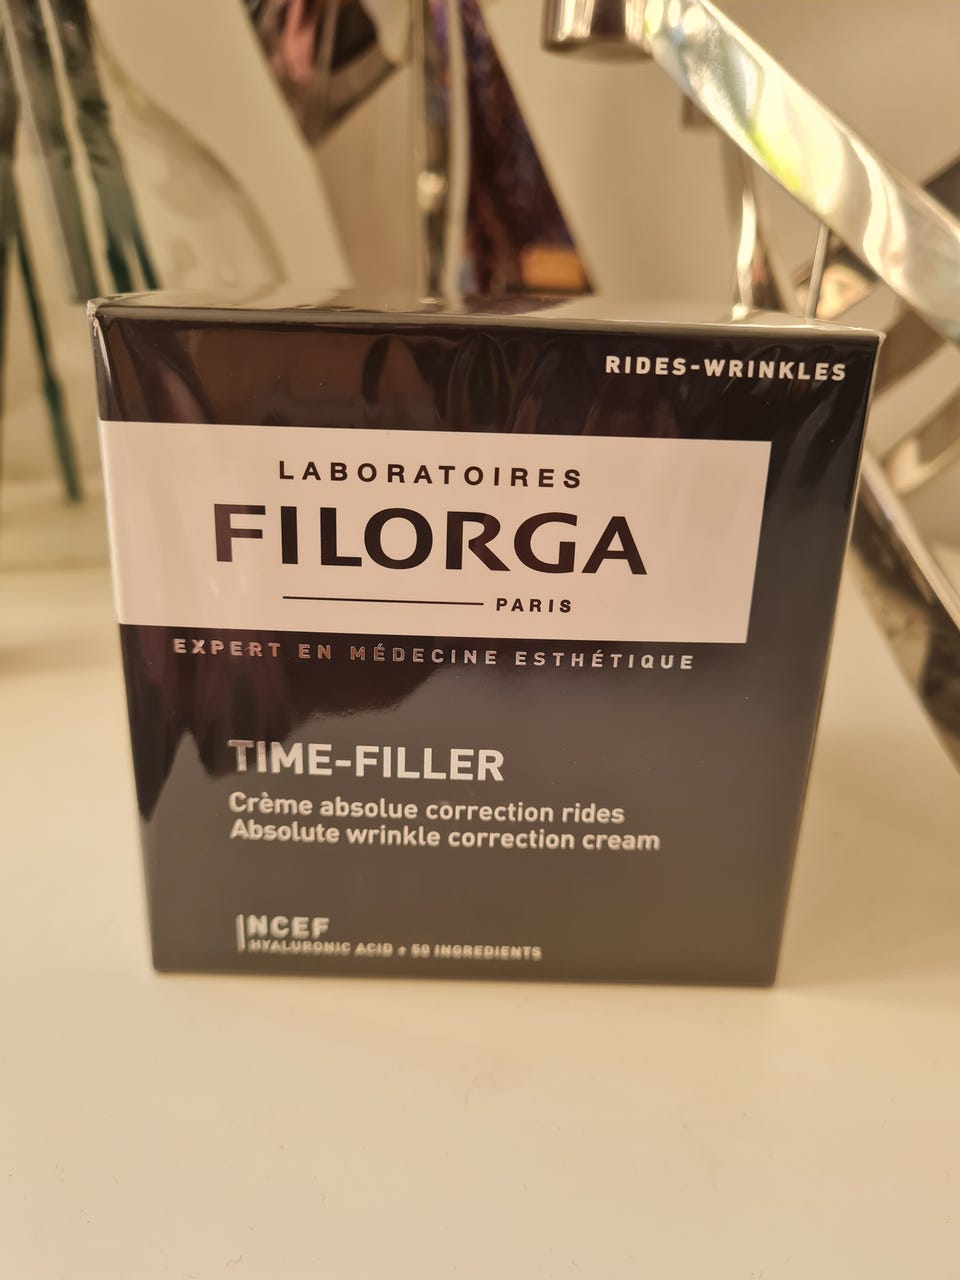 RIDES-WRINKLES
LABORATOIRES
FILORGA
PARIS
EXPERT EN MÉDECINE ESTHÉTIQUE
TIME-FILLER
Crème absolue correction rides
Absolute wrinkle correction cream
NCEF
HYALURONIC ACID + 50 INGREDIENTS